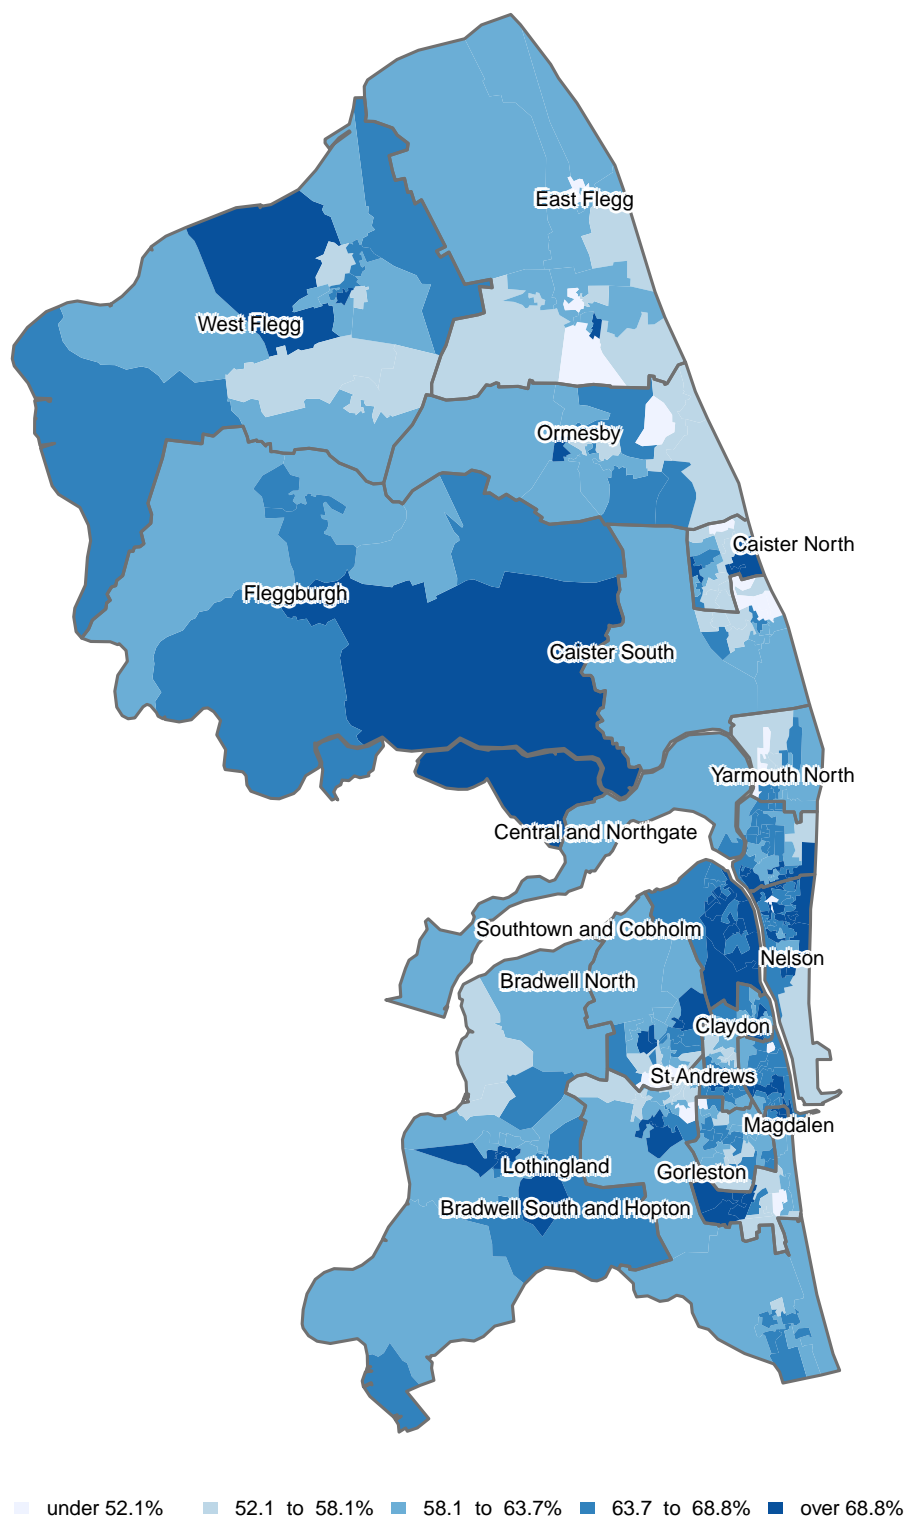 East Flegg
West Flegg
Ormesby
Caister North
Fleggburgh
Caister South
Yarmouth North
Central and Northgate
Southtown and Cobholm
Nelson
Bradwell North
Claydon
St Andrews
Magdalen
Lothingland
Gorleston
Bradwell South and Hopton
under 52.1% 52.1 to 58.1% 58.1 to 63.7% 63.7 to 68.8% over 68.8%